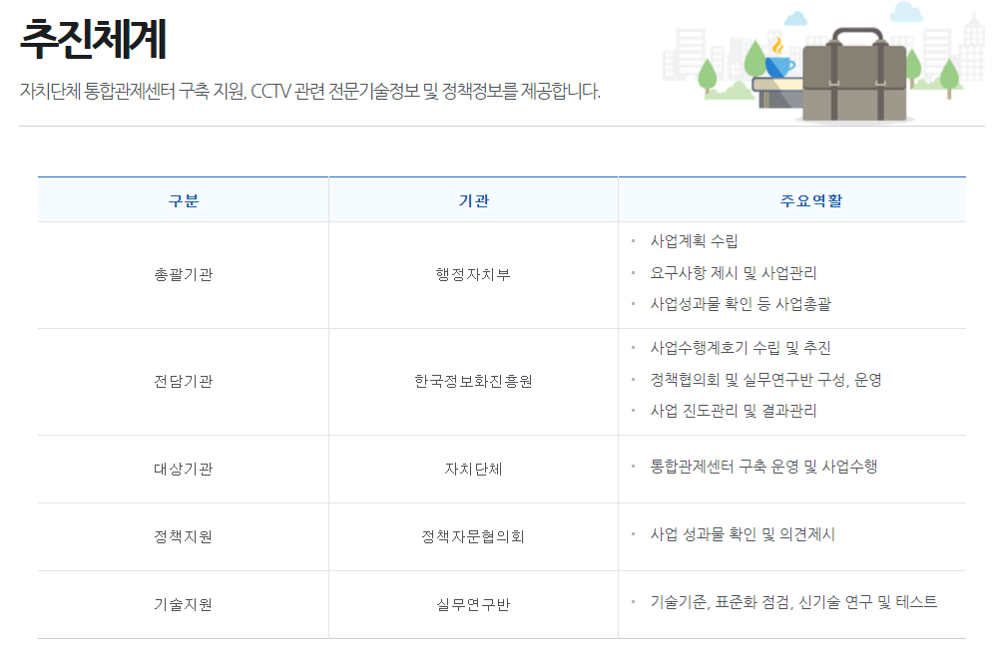 추진체계
자치단체 통합관제센터 구축 지원, CCTV 관련 전문기술정보 및 정책정보를 제공합니다.
구분 기관 주요역활
총괄기관 행정자치부
사업계획 수립
요구사항 제시 및 사업관리
사업성과물 확인 등 사업총괄
전담기관 한국정보화진흥원
사업수행계호기 수립 및 추진
정책협의회 및 실무연구반 구성, 운영
사업 진도관리 및 결과관리
대상기관 자치단체 통합관제센터 구축 운영 및 사업수행
정책지원 정책자문협의회 사업 성과물 확인 및 의견제시
기술지원 실무연구반 기술기준, 표준화 점검, 신기술 연구 및 테스트